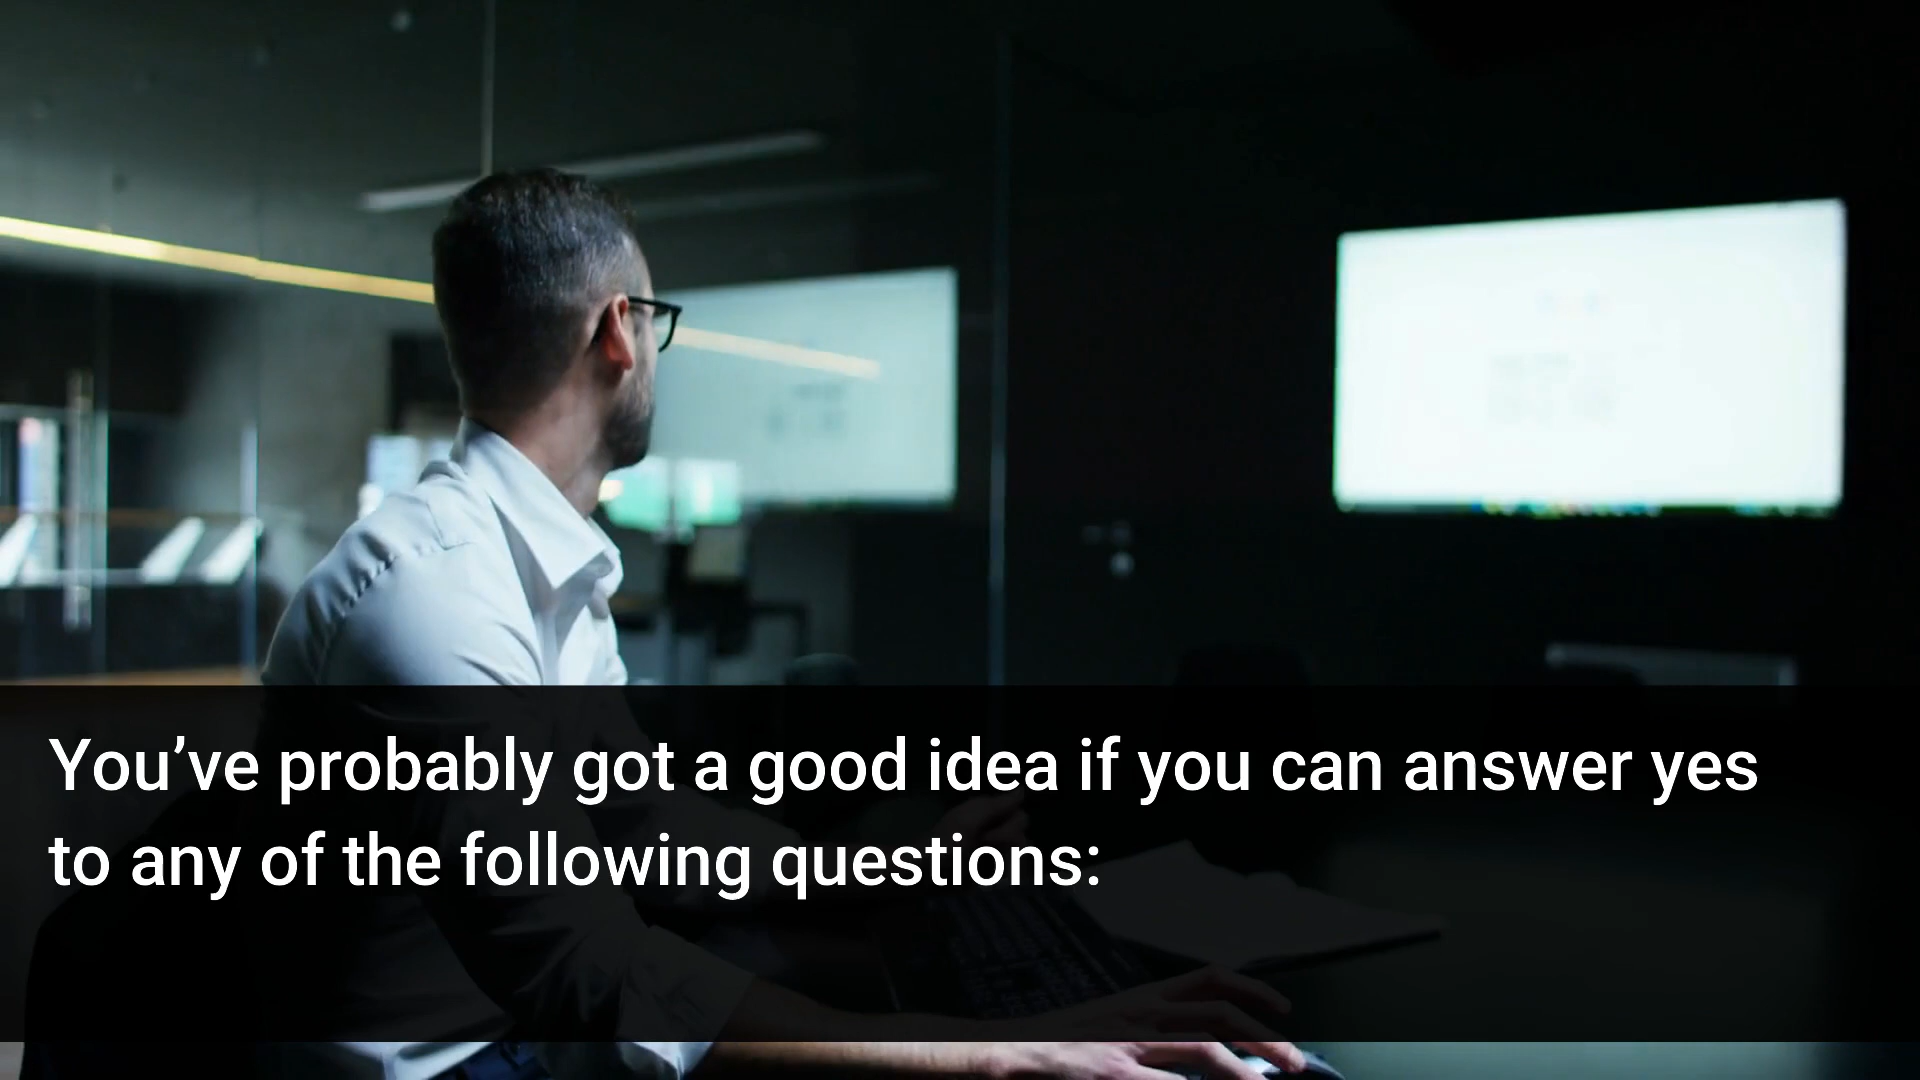 You’ve probably got a good idea if you can answer yes
to any of the following questions: